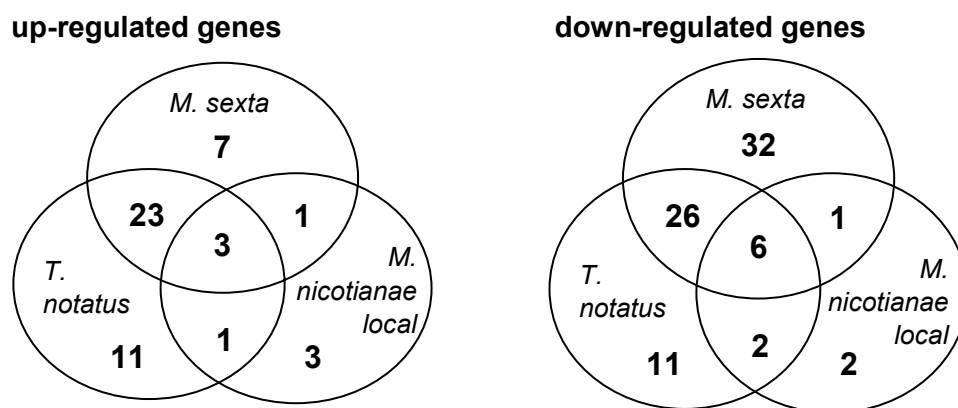 up-regulated genes
M. sexta
7
23
3
1
T.
notatus
M.
nicotianae
local
11
1
3
down-regulated genes
M. sexta
32
26
6
1
T.
notatus
M.
nicotianae
local
11
2
2